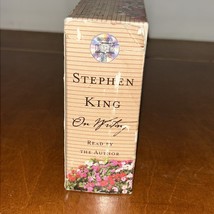 STEPHEN
KING
On Writing
READ BY
THE AUTHOR